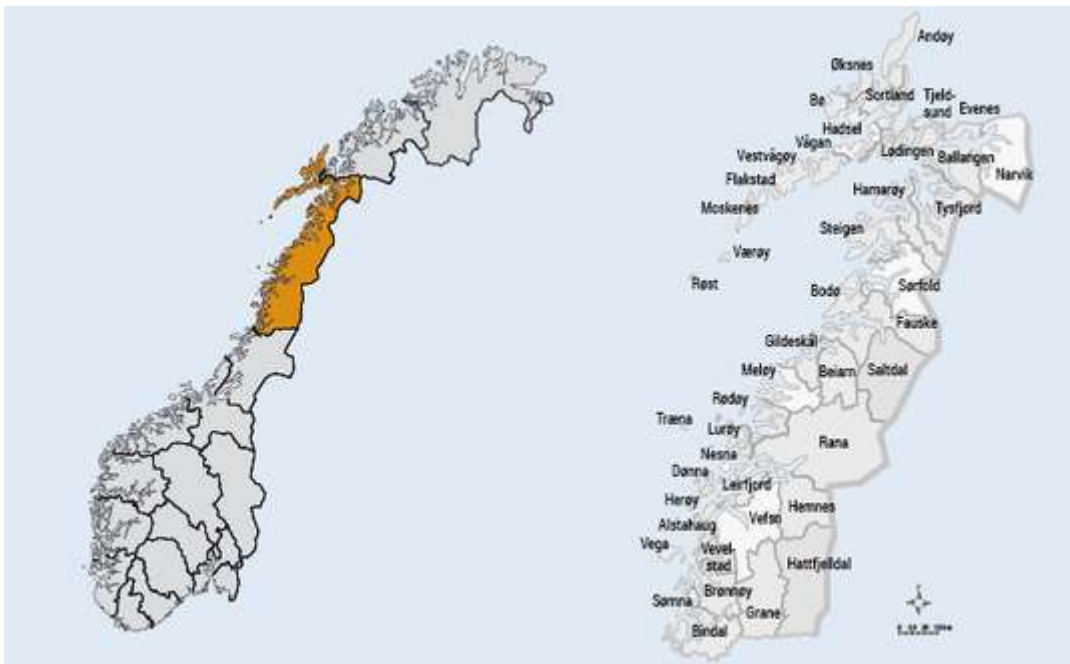 Andøy
Øksnes
Sortland
Bø
Tjeld-
sund
Evenes
Hadsel
Vågan
Lødingen
Ballangen
Vestvågøy
Narvik
Flakstad
Hamarøy
Tysfjord
Moskenes
Steigen
Værøy
Røst
Bodø
Sørfold
Fauske
Gildeskål
Meløy
Beiarn
Saltdal
Rødøy
Træna
Lurøy
Rana
Nesna
Dønna
Leirfjord
Herøy
Hemnes
Vefsn
Alstahaug
Vega
Vevel-
stad
Hattfjelldal
Brønnøy
Sømna
Grane
Bindal